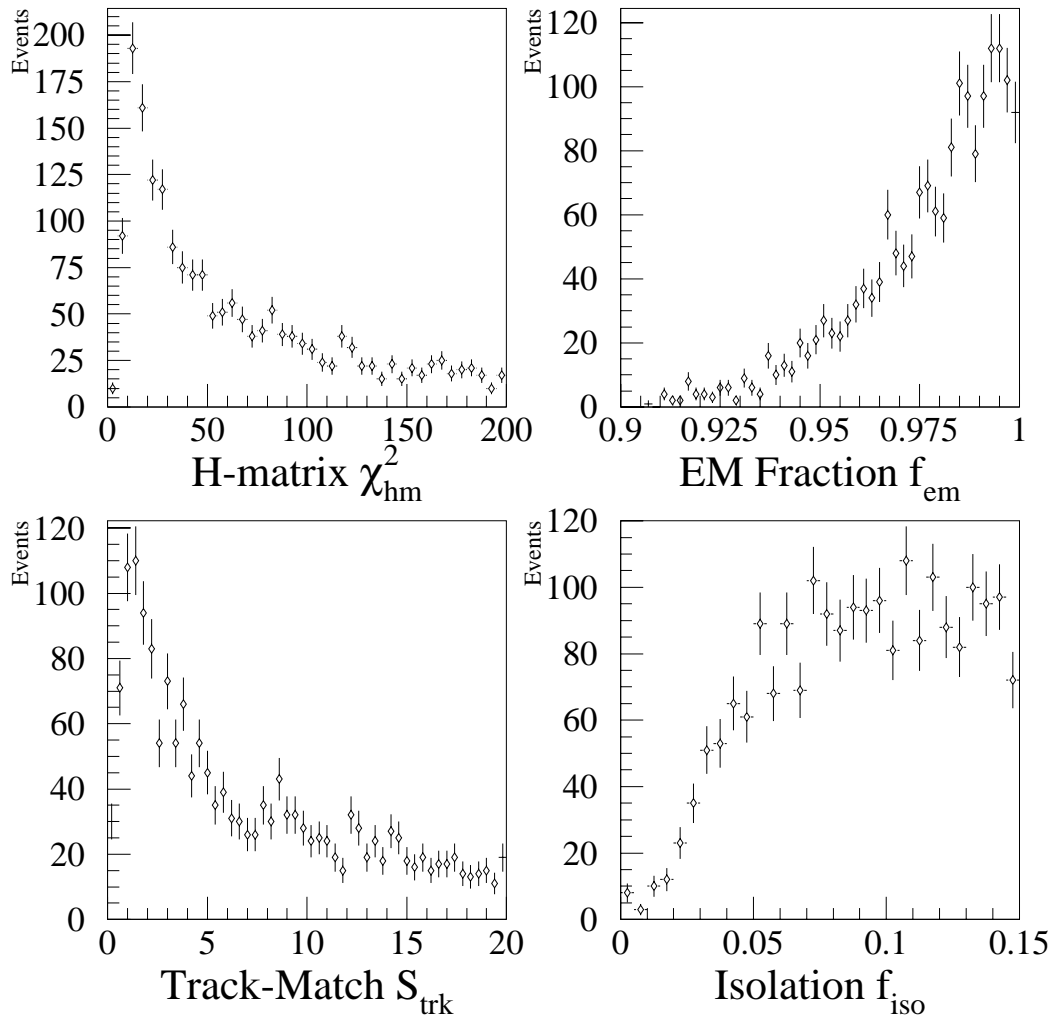 Events
200
175
150
125
100
75
50
25
0
50 100 150 200
H-matrix χ²hm
Events
120
100
80
60
40
20
0
0.9 0.925 0.95 0.975 1
EM Fraction fem
Events
120
100
80
60
40
20
0
0 5 10 15 20
Track-Match Strk
Events
120
100
80
60
40
20
0
0 0.05 0.1 0.15
Isolation fiso